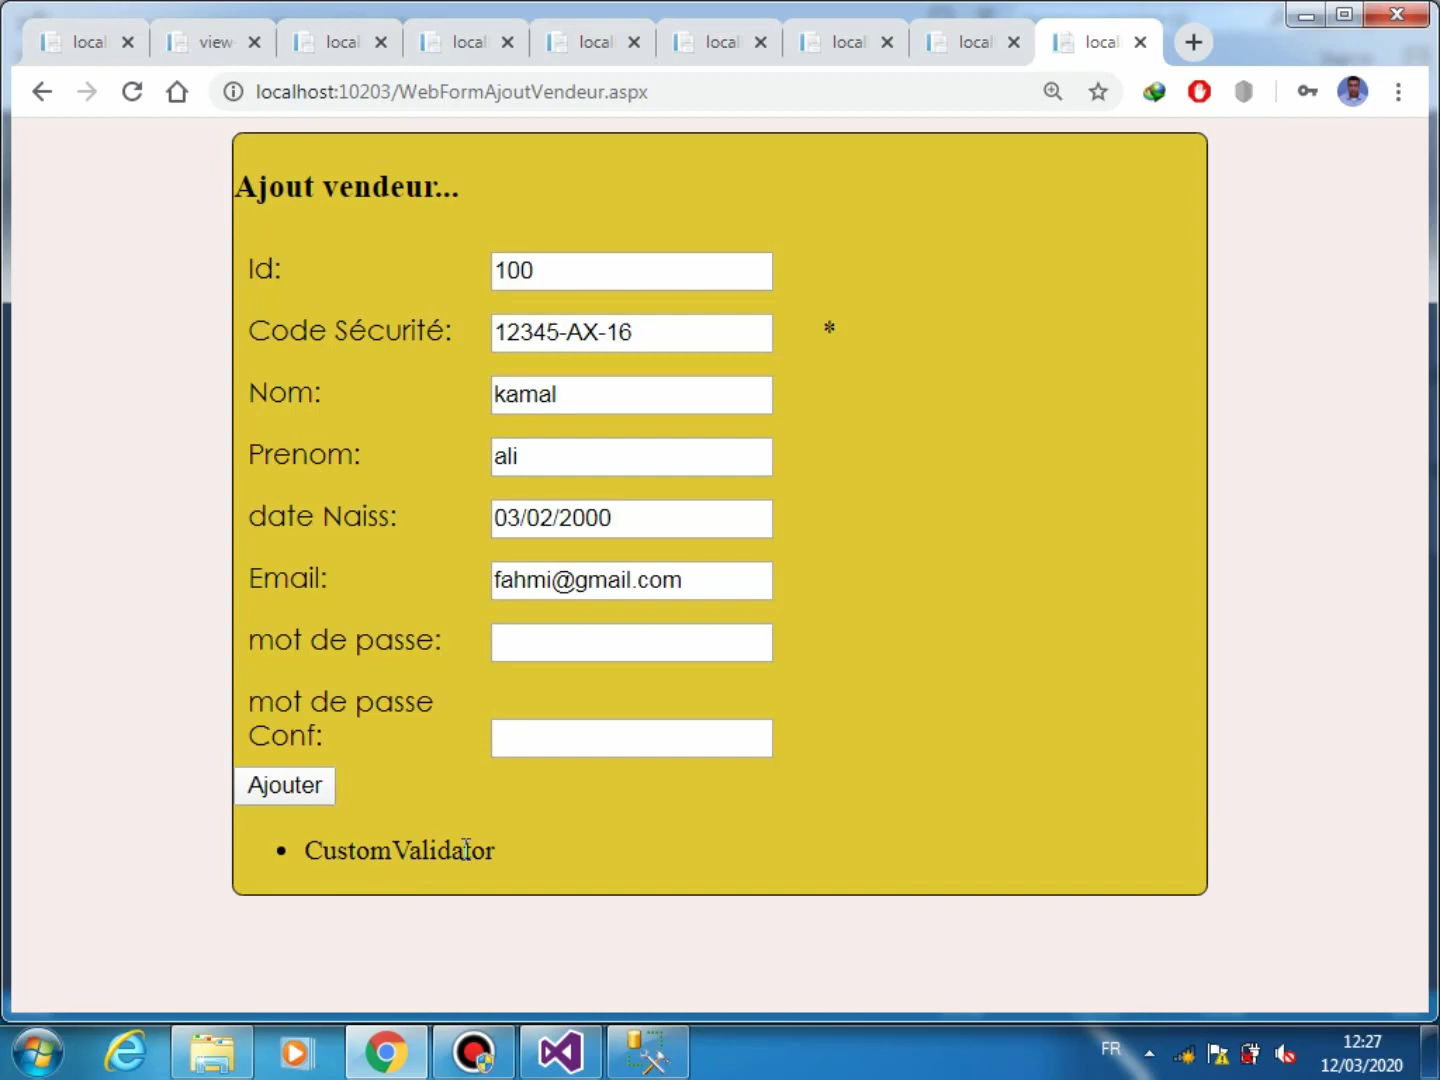 local
view
local
local
local
local
local
local
local
localhost:10203/WebFormAjoutVendeur.aspx
Ajout vendeur...
Id:
100
Code Sécurité:
12345-AX-16
*
Nom:
kamal
Prenom:
ali
date Naiss:
03/02/2000
Email:
fahmi@gmail.com
mot de passe:
mot de passe
Conf:
Ajouter
• CustomValidator
FR
12:27
12/03/2020